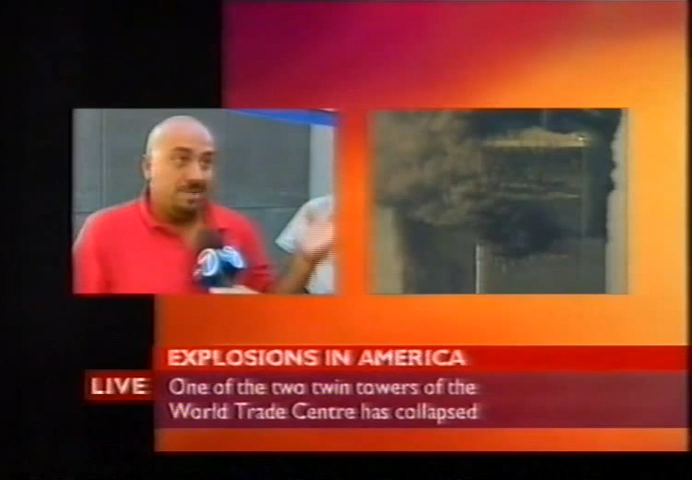 EXPLOSIONS IN AMERICA
LIVE
One of the two twin towers of the
World Trade Centre has collapsed